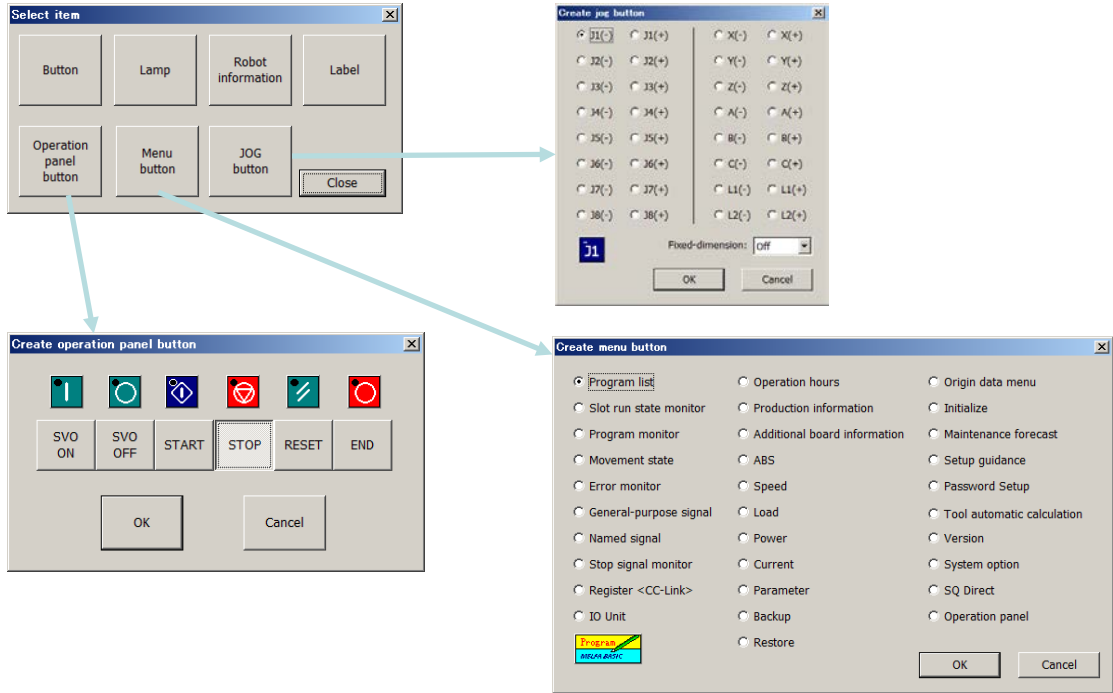 Select item
Button
Lamp
Robot
information
Label
Operation
panel
button
Menu
button
JOG
button
Close
Create jog button
J1(-) J1(+) X(-) X(+)
J2(-) J2(+) Y(-) Y(+)
J3(-) J3(+) Z(-) Z(+)
J4(-) J4(+) A(-) A(+)
J5(-) J5(+) B(-) B(+)
J6(-) J6(+) C(-) C(+)
J7(-) J7(+) L1(-) L1(+)
J8(-) J8(+) L2(-) L2(+)
-J1
Fixed-dimension: Off
OK Cancel
Create operation panel button
SVO
ON
SVO
OFF
START
STOP
RESET
END
OK Cancel
Create menu button
Program list Operation hours Origin data menu
Slot run state monitor Production information Initialize
Program monitor Additional board information Maintenance forecast
Movement state ABS Setup guidance
Error monitor Speed Password Setup
General-purpose signal Load Tool automatic calculation
Named signal Power Version
Stop signal monitor Current System option
Register <CC-Link> Parameter SQ Direct
IO Unit Backup Operation panel
Restore
Program
MELFA BASIC
OK Cancel